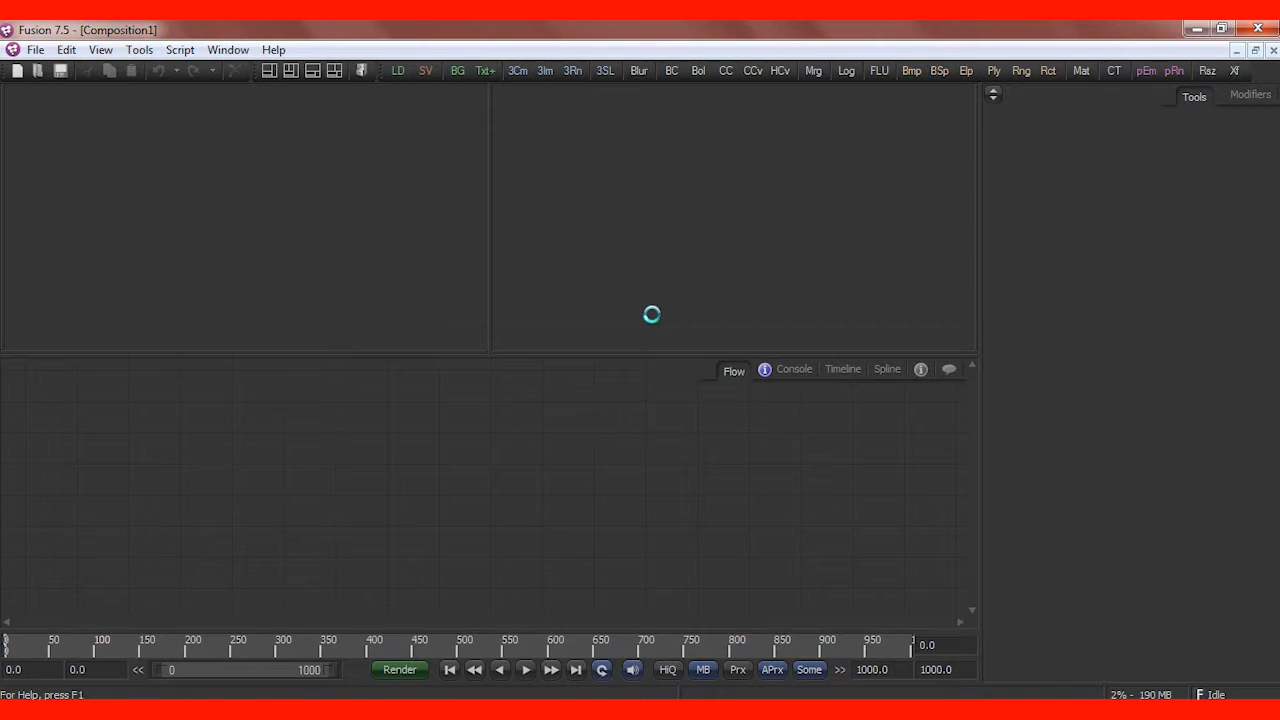 Fusion 7.5 - [Composition1]
File Edit View Tools Script Window Help
LD SV BG Txt+ 3Cm 3Im 3Rn 3SL Blur BC Bol CC CCv HCv Mrg Log FLU Bmp BSp Elp Ply Rng Rct Mat CT pEm pRn Rsz Xf
Tools Modifiers
Flow Console Timeline Spline
50 100 150 200 250 300 350 400 450 500 550 600 650 700 750 800 850 900 950 1 0.0
0.0 0.0 << 0 1000 Render HiQ MB Prx APrx Some >> 1000.0 1000.0
For Help, press F1 2% - 190 MB Idle